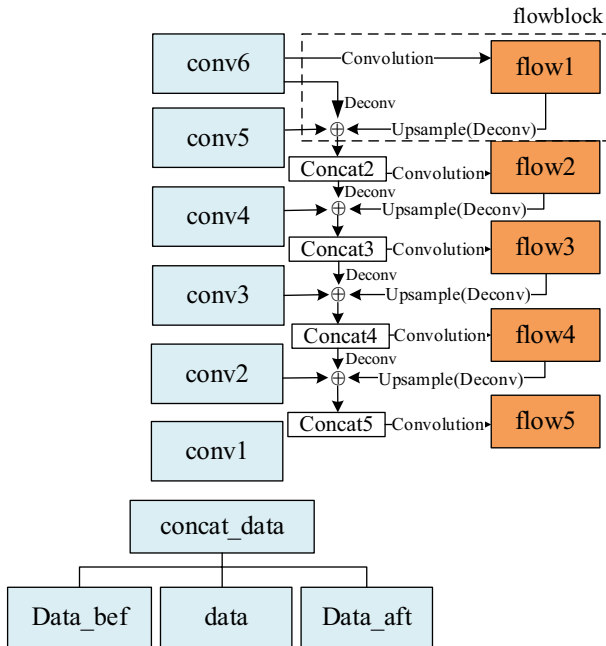 flowblock
conv6
Convolution
flow1
Deconv
conv5
Upsample(Deconv)
Concat2
Convolution
flow2
Deconv
conv4
Upsample(Deconv)
Concat3
Convolution
flow3
Deconv
conv3
Upsample(Deconv)
Concat4
Convolution
flow4
Deconv
conv2
Upsample(Deconv)
Concat5
Convolution
flow5
conv1
concat_data
Data_bef
data
Data_aft